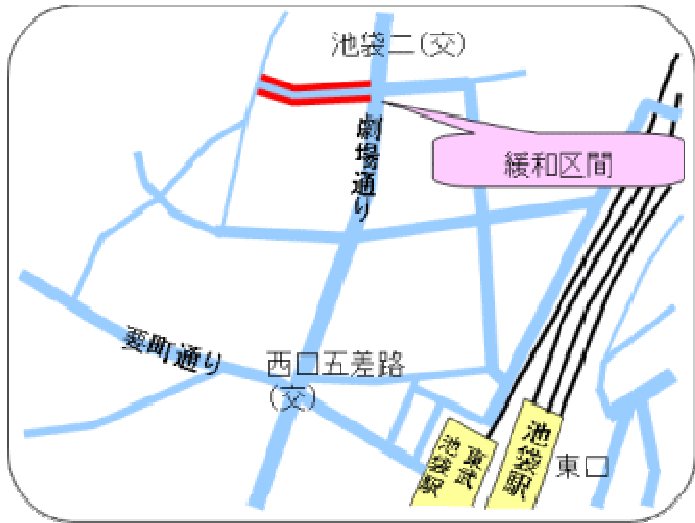 池袋二(交)
劇場通り
緩和区間
要町通り
西口五差路
(交)
東武
池袋駅
池袋駅
東口